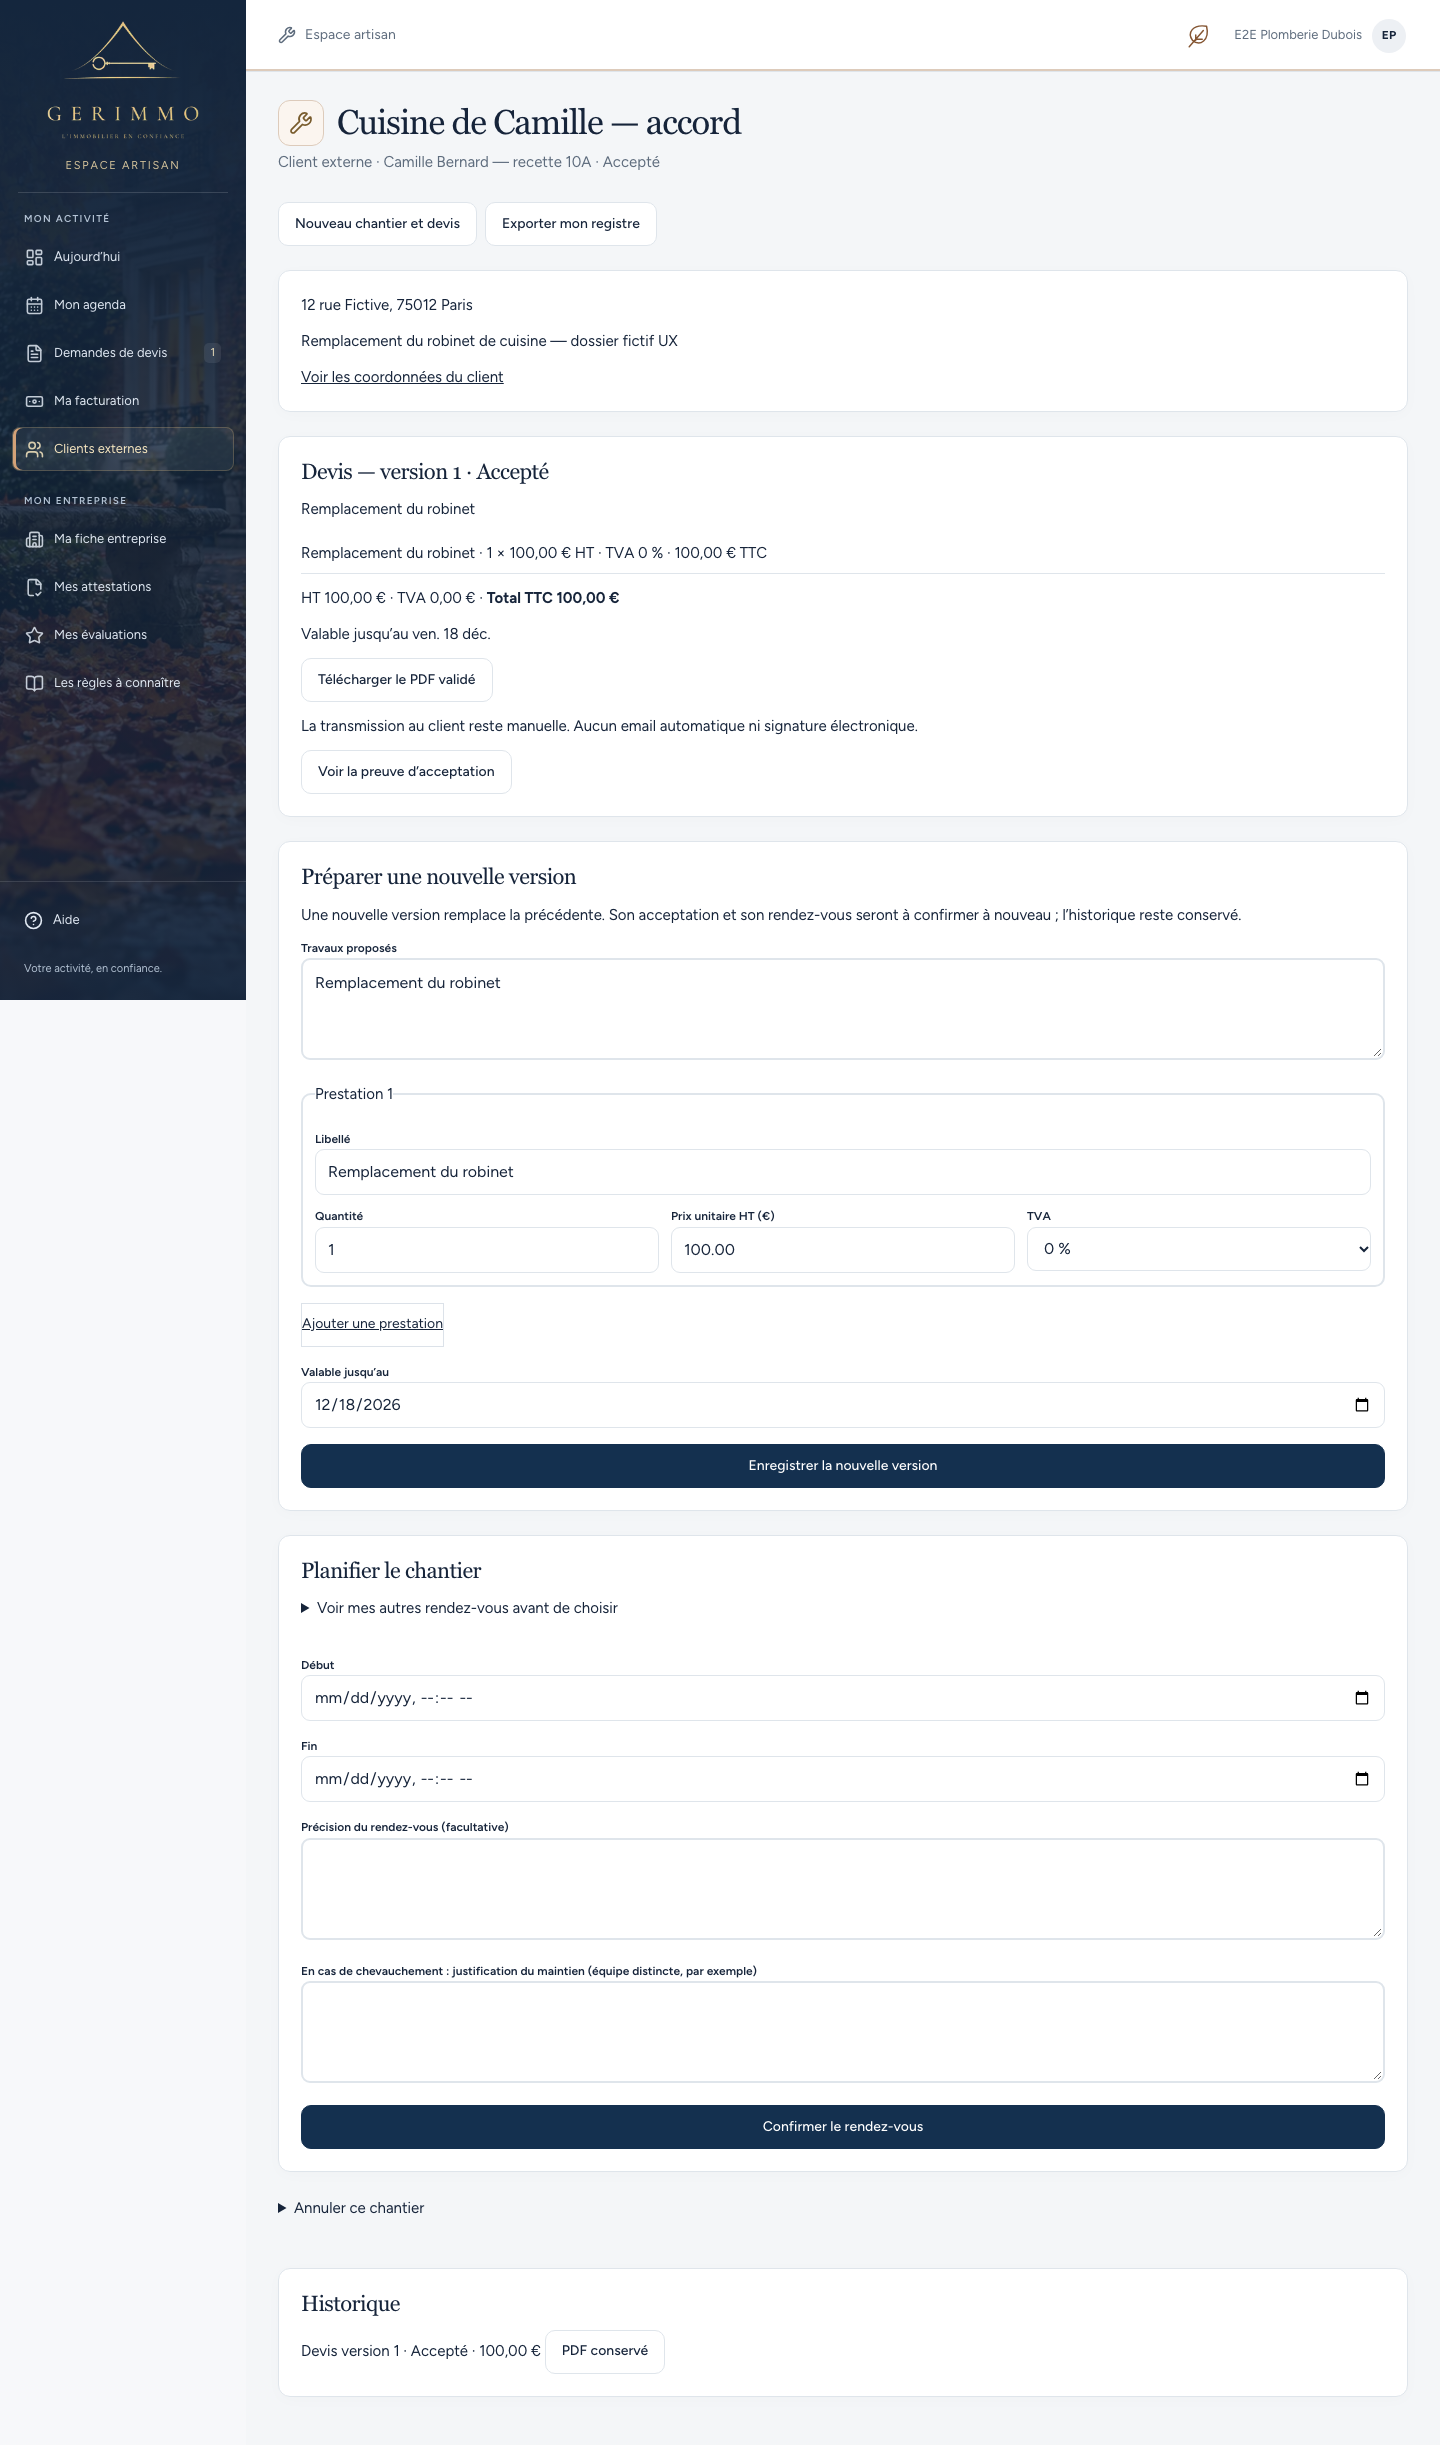 GERIMMO
L'IMMOBILIER EN CONFIANCE
ESPACE ARTISAN
MON ACTIVITÉ
Aujourd'hui
Mon agenda
Demandes de devis 1
Ma facturation
Clients externes
MON ENTREPRISE
Ma fiche entreprise
Mes attestations
Mes évaluations
Les règles à connaître
Aide
Votre activité, en confiance.
Espace artisan
E2E Plomberie Dubois EP
Cuisine de Camille — accord
Client externe · Camille Bernard — recette 10A · Accepté
Nouveau chantier et devis Exporter mon registre
12 rue Fictive, 75012 Paris
Remplacement du robinet de cuisine — dossier fictif UX
Voir les coordonnées du client
Devis — version 1 · Accepté
Remplacement du robinet
Remplacement du robinet · 1 × 100,00 € HT · TVA 0 % · 100,00 € TTC
HT 100,00 € · TVA 0,00 € · Total TTC 100,00 €
Valable jusqu'au ven. 18 déc.
Télécharger le PDF validé
La transmission au client reste manuelle. Aucun email automatique ni signature électronique.
Voir la preuve d'acceptation
Préparer une nouvelle version
Une nouvelle version remplace la précédente. Son acceptation et son rendez-vous seront à confirmer à nouveau ; l'historique reste conservé.
Travaux proposés
Remplacement du robinet
Prestation 1
Libellé
Remplacement du robinet
Quantité Prix unitaire HT (€) TVA
1 100.00 0 %
Ajouter une prestation
Valable jusqu'au
12/18/2026
Enregistrer la nouvelle version
Planifier le chantier
Voir mes autres rendez-vous avant de choisir
Début
mm/dd/yyyy, --:-- --
Fin
mm/dd/yyyy, --:-- --
Précision du rendez-vous (facultative)
En cas de chevauchement : justification du maintien (équipe distincte, par exemple)
Confirmer le rendez-vous
Annuler ce chantier
Historique
Devis version 1 · Accepté · 100,00 € PDF conservé